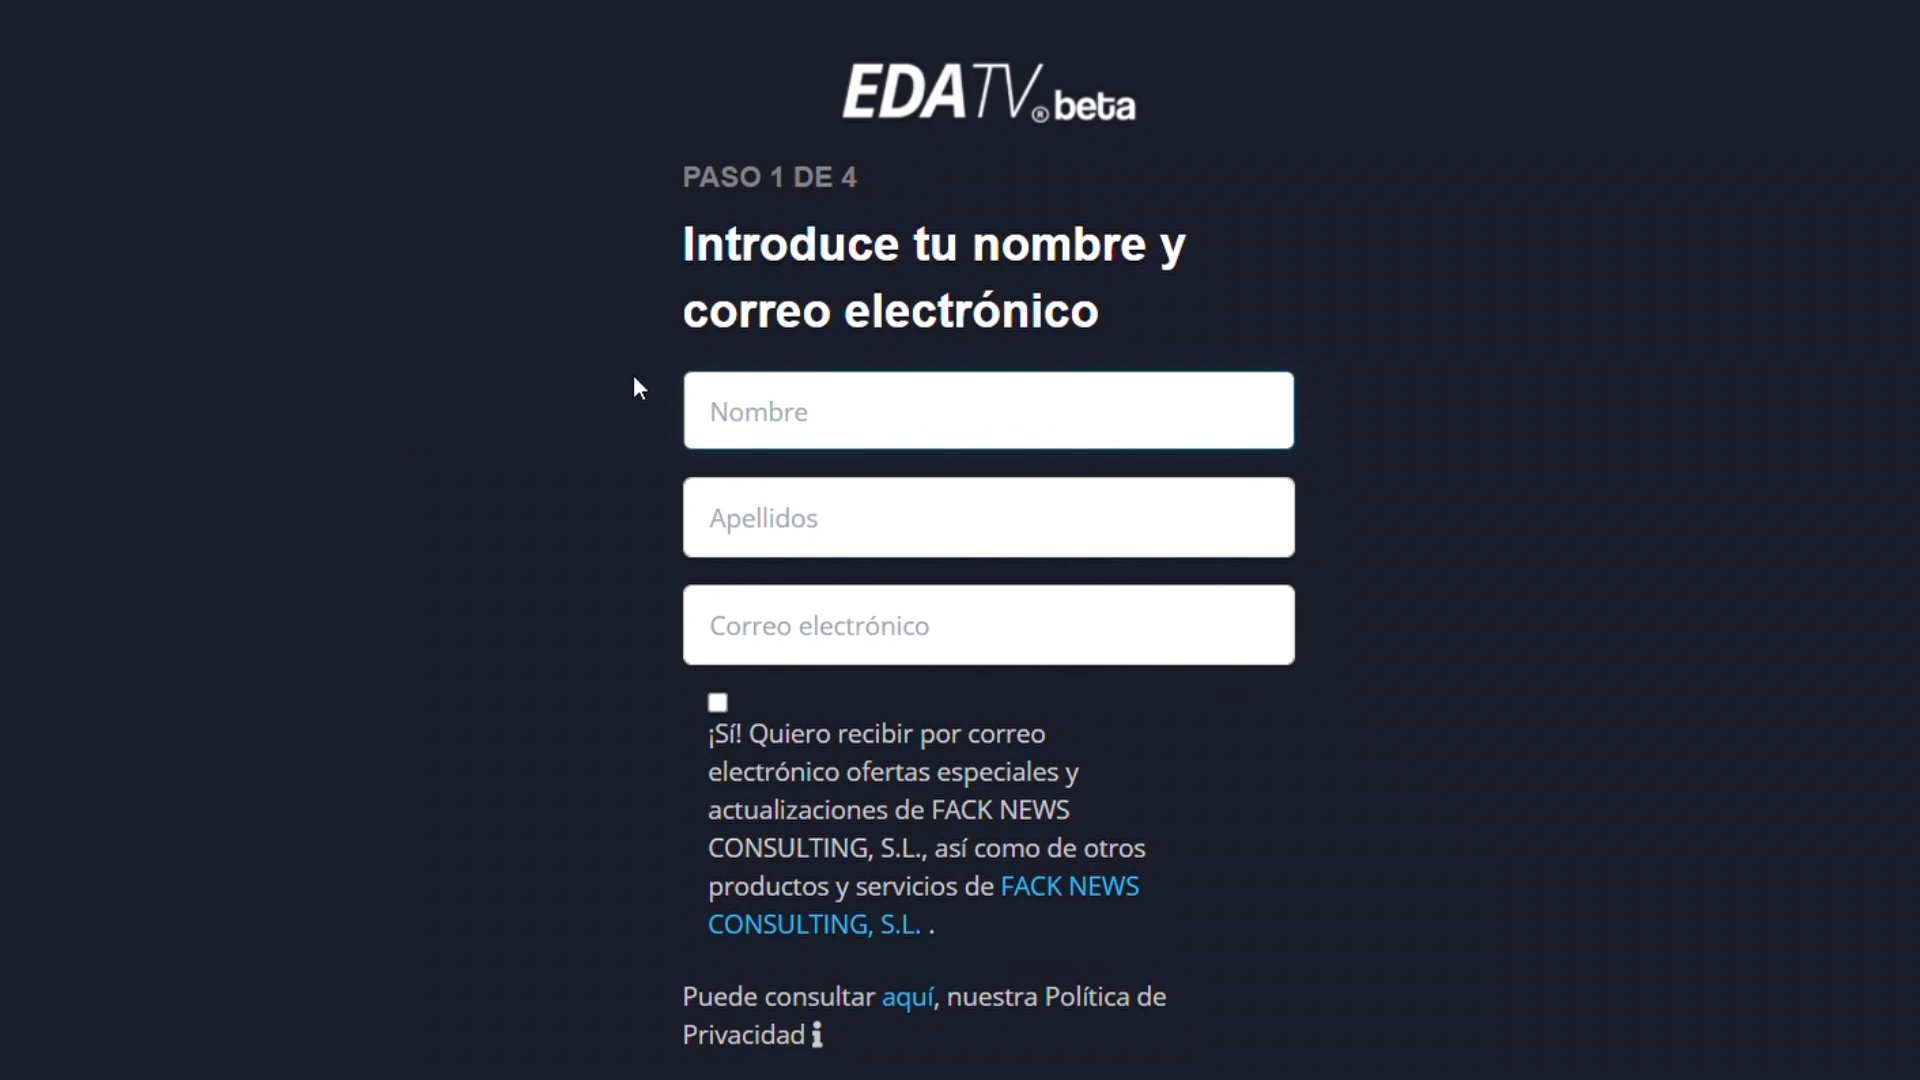 EDATV® beta
PASO 1 DE 4
Introduce tu nombre y
correo electrónico
Nombre
Apellidos
Correo electrónico
¡Sí! Quiero recibir por correo
electrónico ofertas especiales y
actualizaciones de FACK NEWS
CONSULTING, S.L., así como de otros
productos y servicios de FACK NEWS
CONSULTING, S.L. .
Puede consultar aquí, nuestra Política de
Privacidad